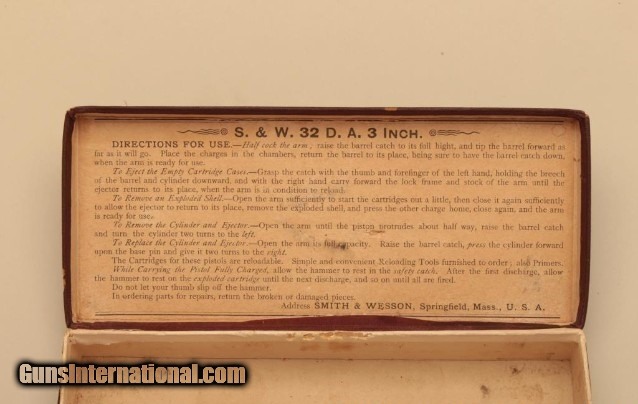 S. & W. 32 D. A. 3 INCH.
DIRECTIONS FOR USE.—Half cock the arm; raise the barrel catch to its full hight, and tip the barrel forward as
far as it will go. Place the charges in the chambers, return the barrel to its place, being sure to have the barrel catch down,
when the arm is ready for use.
To Eject the Empty Cartridge Cases.—Grasp the catch with the thumb and forefinger of the left hand, holding the breech
of the barrel and cylinder downward, and with the right hand carry forward the lock frame and stock of the arm until the
ejector returns to its place, when the arm is in condition to reload.
To Remove an Exploded Shell.—Open the arm sufficiently to start the cartridges out a little, then close it again sufficiently
to allow the ejector to return to its place, remove the exploded shell, and press the other charge home, close again, and the arm
is ready for use.
To Remove the Cylinder and Ejector.—Open the arm until the piston protrudes about half way, raise the barrel catch
and turn the cylinder two turns to the left.
To Replace the Cylinder and Ejector.—Open the arm its full capacity. Raise the barrel catch, press the cylinder forward
upon the base pin and give it two turns to the right.
The Cartridges for these pistols are reloadable. Simple and convenient Reloading Tools furnished to order; also Primers.
While Carrying the Pistol Fully Charged, allow the hammer to rest in the safety catch. After the first discharge, allow
the hammer to rest on the exploded cartridge until the next discharge, and so on until all are fired.
Do not let your thumb slip off the hammer.
In ordering parts for repairs, return the broken or damaged pieces.
Address SMITH & WESSON, Springfield, Mass., U. S. A.
GunsInternational.com